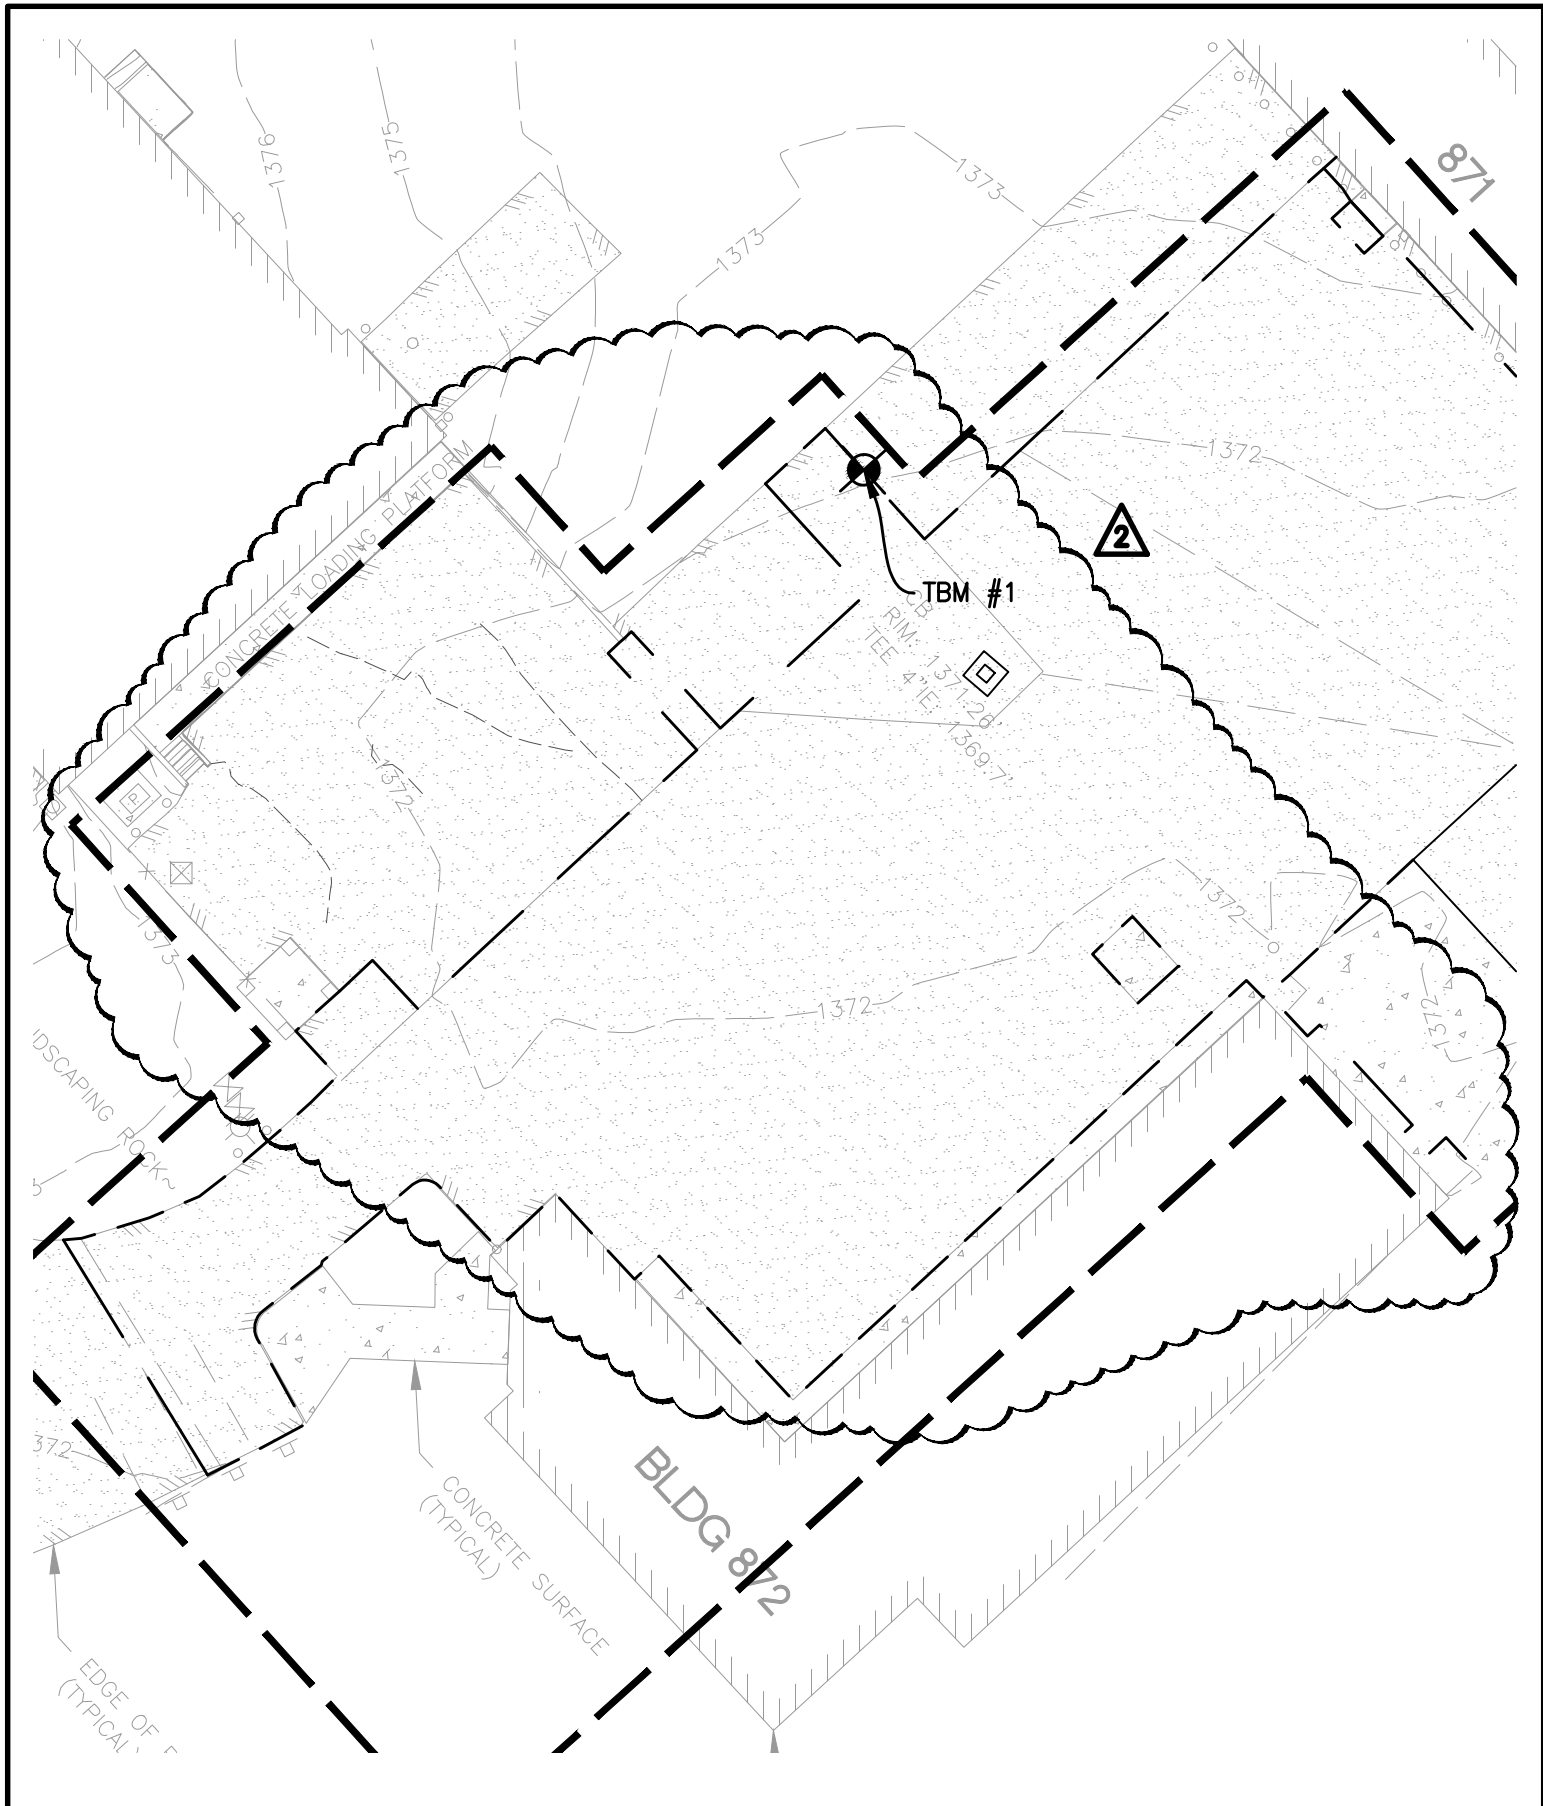 1376
1375
1373
1373
871
1372
CONCRETE LOADING PLATFORM
2
TBM #1
CB
RIM: 1371.26'
TEE
4" IE: 1369.7'
1372
P
1372
1373
1372
1372
DSCAPING ROCK~
372
BLDG 872
CONCRETE SURFACE
(TYPICAL)
EDGE OF
(TYPICAL)